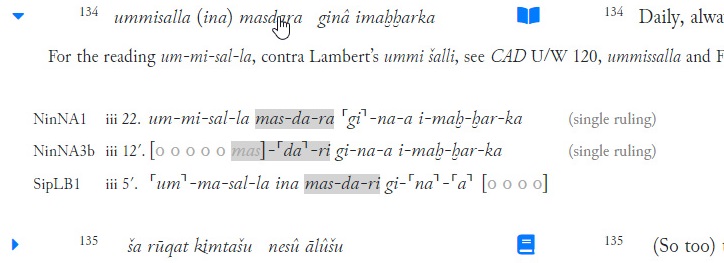 134 ummisalla (ina) masdara ginâ imaḫḫarka 134 Daily, alwa
For the reading um-mi-sal-la, contra Lambert’s ummi šalli, see CAD U/W 120, ummissalla and F
NinNA1 iii 22. um-mi-sal-la mas-da-ra ⸢gi⸣-na-a i-maḫ-ḫar-ka (single ruling)
NinNA3b iii 12′. [o o o o o mas]-⸢da⸣-ri gi-na-a i-maḫ-ḫar-ka (single ruling)
SipLB1 iii 5′. ⸢um⸣-ma-sal-la ina mas-da-ri gi-⸢na⸣-⸢a⸣ [o o o o]
135 ša rūqat kimtašu nesû ālûšu 135 (So too)